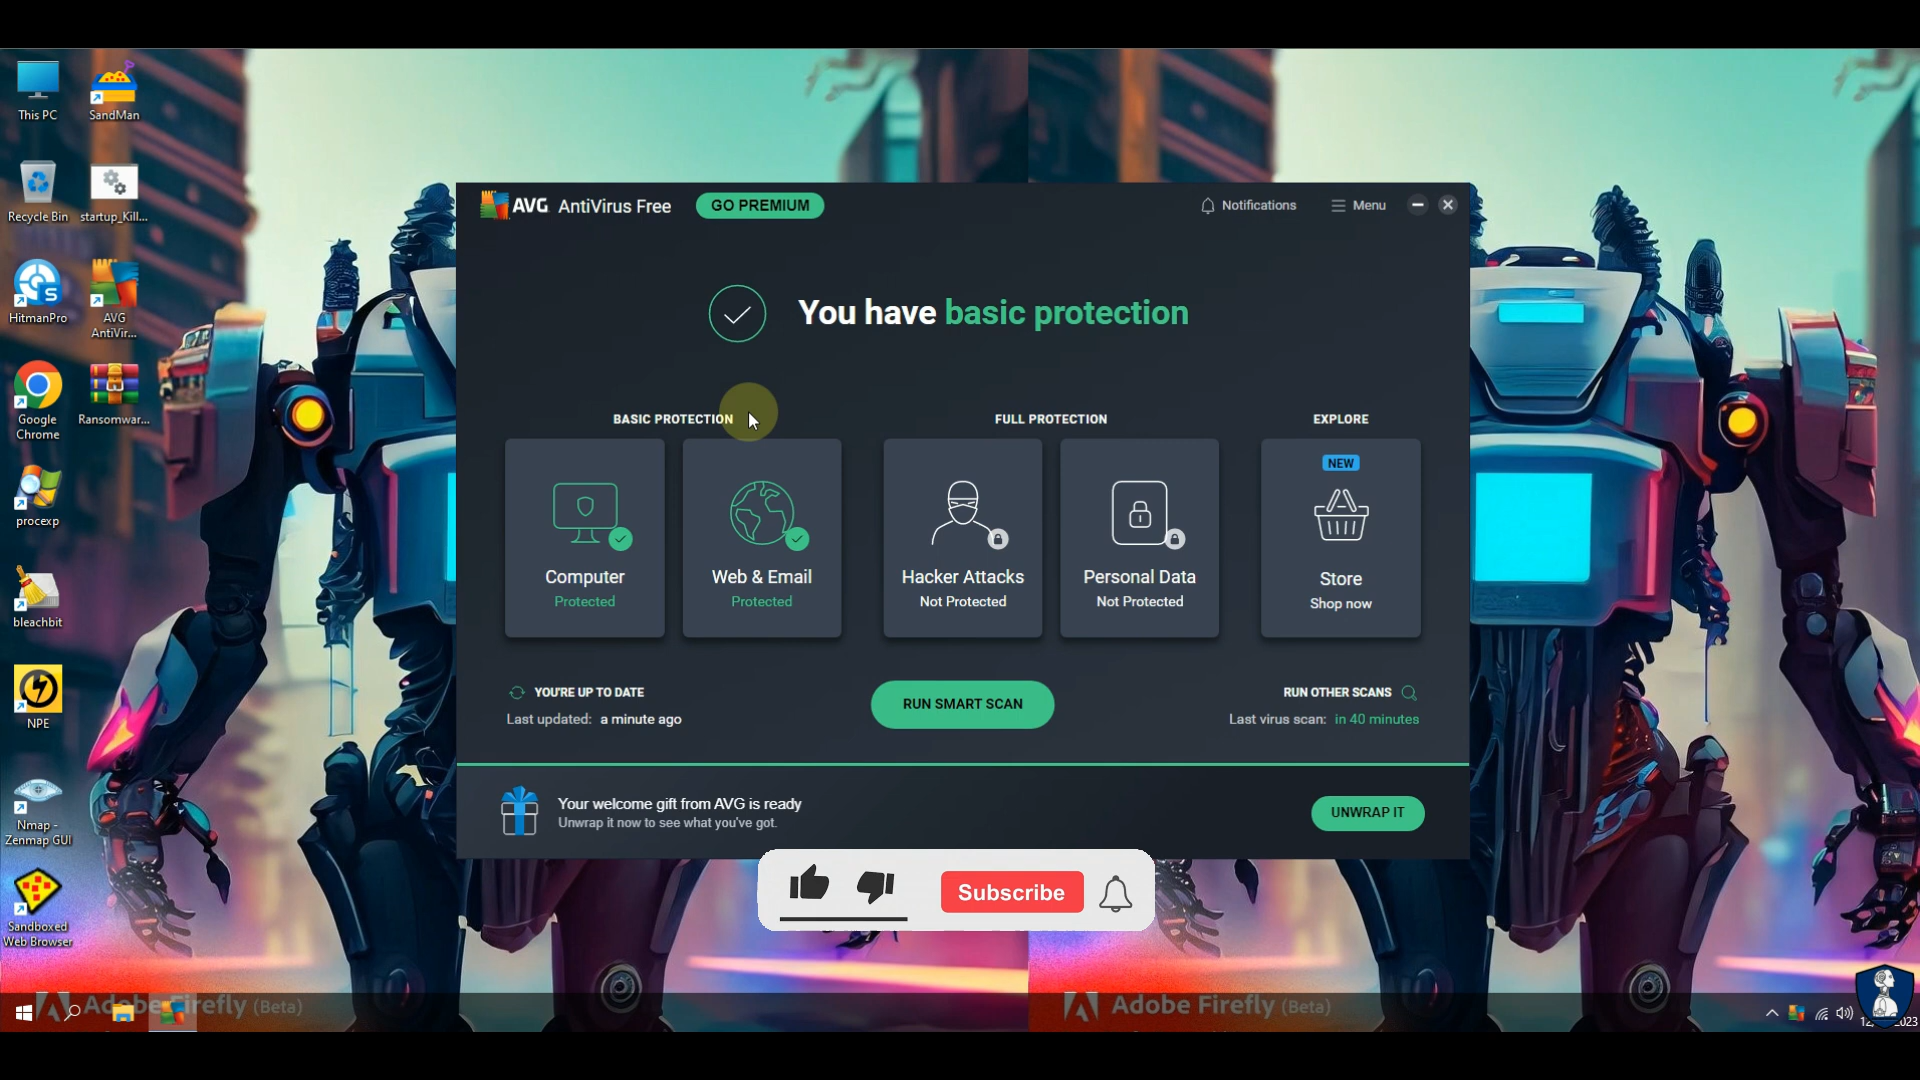 This PC
SandMan
Recycle Bin
startup_Kill...
HitmanPro
AVG
AntiVir...
Google
Chrome
Ransomwar...
procexp
bleachbit
NPE
Nmap -
Zenmap GUI
Sandboxed
Web Browser
AVG AntiVirus Free
GO PREMIUM
Notifications
Menu
You have basic protection
BASIC PROTECTION
FULL PROTECTION
EXPLORE
NEW
Computer
Protected
Web & Email
Protected
Hacker Attacks
Not Protected
Personal Data
Not Protected
Store
Shop now
YOU'RE UP TO DATE
Last updated: a minute ago
RUN SMART SCAN
RUN OTHER SCANS
Last virus scan: in 40 minutes
Your welcome gift from AVG is ready
Unwrap it now to see what you've got.
UNWRAP IT
Subscribe
Adobe Firefly (Beta)
Adobe Firefly (Beta)